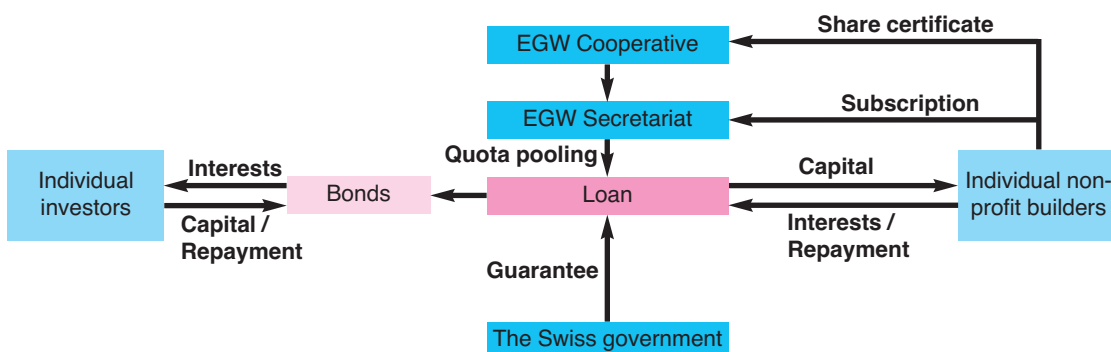 Share certificate
EGW Cooperative
Subscription
EGW Secretariat
Quota pooling
Individual
investors
Interests
Capital /
Repayment
Bonds
Loan
Capital
Interests /
Repayment
Individual non-
profit builders
Guarantee
The Swiss government